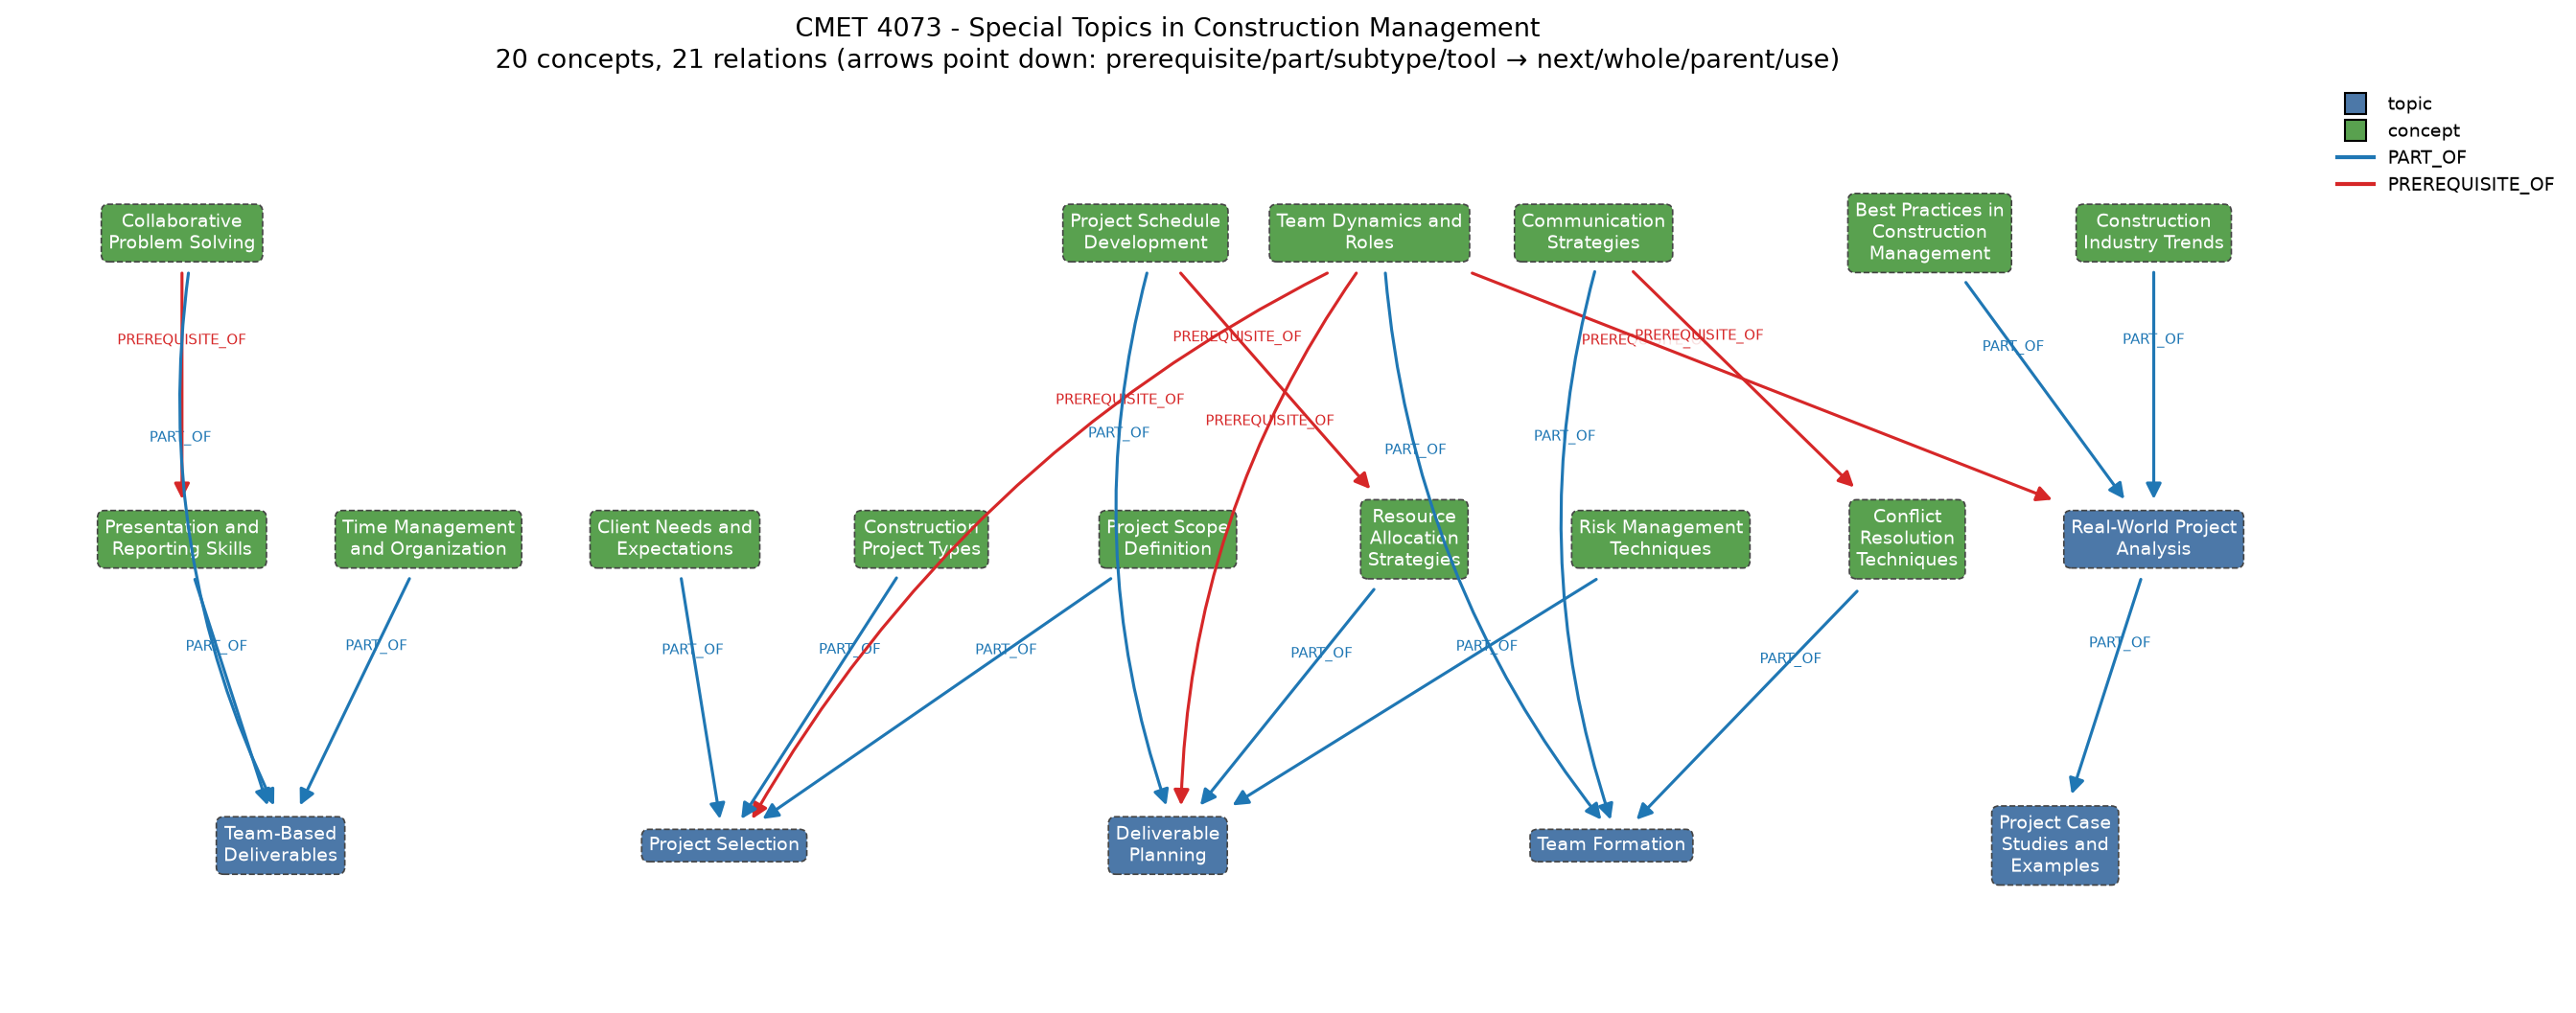 CMET 4073 - Special Topics in Construction Management
20 concepts, 21 relations (arrows point down: prerequisite/part/subtype/tool → next/whole/parent/use)
topic
concept
PART_OF
PREREQUISITE_OF
Collaborative
Problem Solving
Project Schedule
Development
Team Dynamics and
Roles
Communication
Strategies
Best Practices in
Construction
Management
Construction
Industry Trends
PREREQUISITE_OF
PREREQUISITE_OF
PREREQUISITE_OF
PART_OF
PART_OF
PREREQUISITE_OF
PREREQUISITE_OF
PART_OF
PART_OF
PART_OF
PART_OF
Presentation and
Reporting Skills
Time Management
and Organization
Client Needs and
Expectations
Construction
Project Types
Project Scope
Definition
Resource
Allocation
Strategies
Risk Management
Techniques
Conflict
Resolution
Techniques
Real-World Project
Analysis
PART_OF
PART_OF
PART_OF
PART_OF
PART_OF
PART_OF
PART_OF
PART_OF
PART_OF
Team-Based
Deliverables
Project Selection
Deliverable
Planning
Team Formation
Project Case
Studies and
Examples